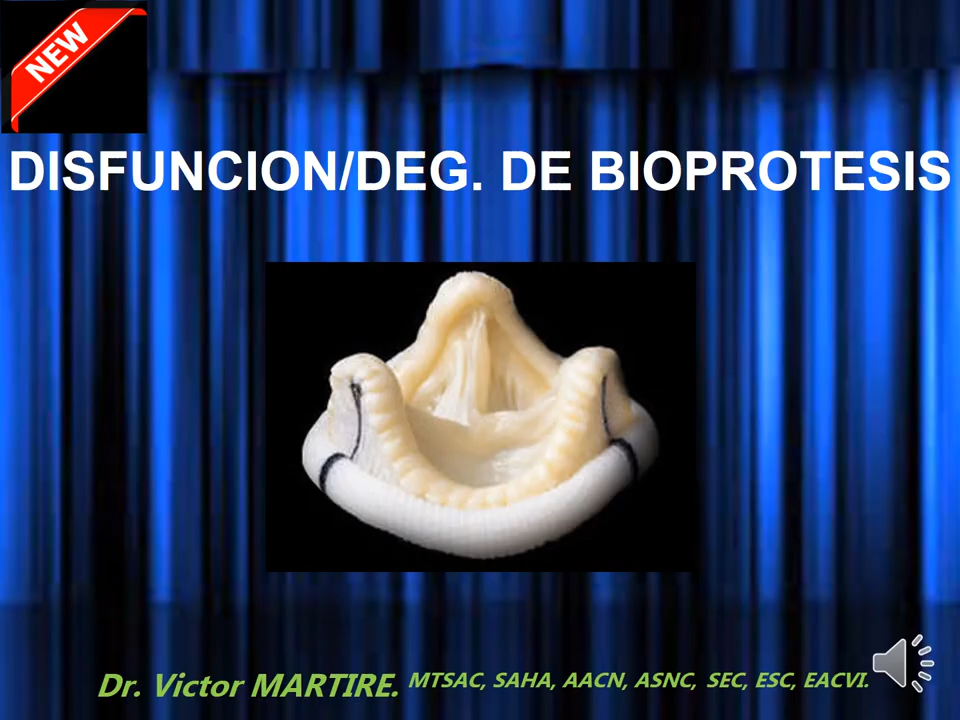 NEW
DISFUNCION/DEG. DE BIOPROTESIS
Dr. Victor MARTIRE. MTSAC, SAHA, AACN, ASNC, SEC, ESC, EACVI.